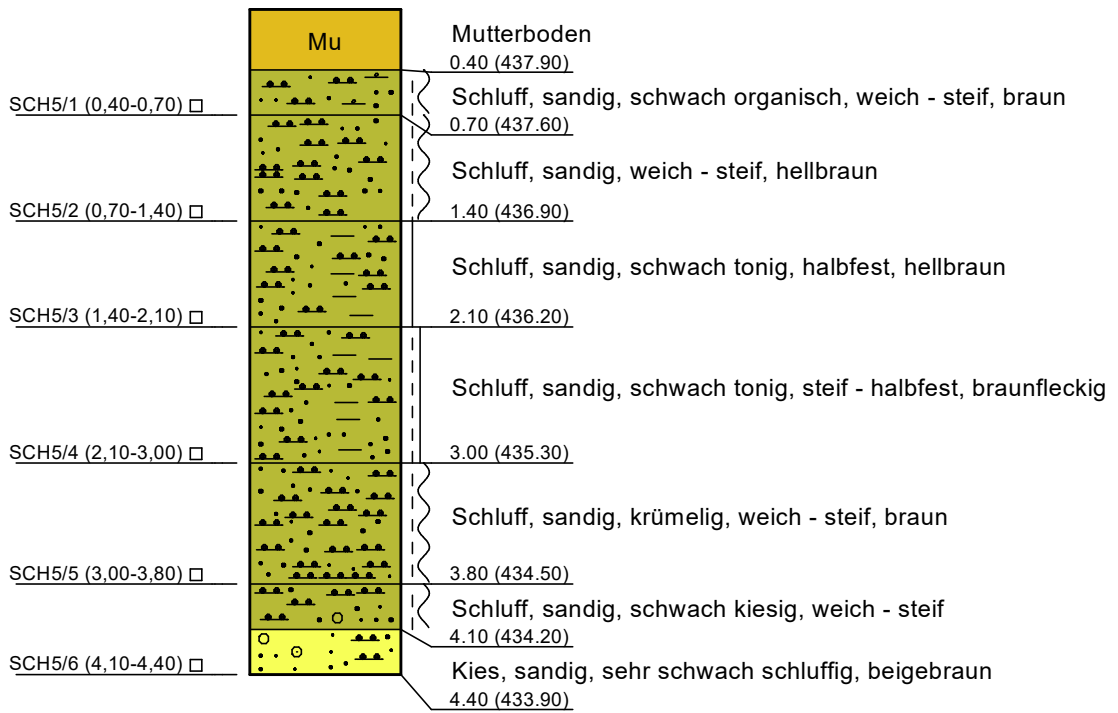 Mu
Mutterboden
0.40 (437.90)
SCH5/1 (0,40-0,70)
Schluff, sandig, schwach organisch, weich - steif, braun
0.70 (437.60)
Schluff, sandig, weich - steif, hellbraun
SCH5/2 (0,70-1,40)
1.40 (436.90)
Schluff, sandig, schwach tonig, halbfest, hellbraun
SCH5/3 (1,40-2,10)
2.10 (436.20)
Schluff, sandig, schwach tonig, steif - halbfest, braunfleckig
SCH5/4 (2,10-3,00)
3.00 (435.30)
Schluff, sandig, krümelig, weich - steif, braun
SCH5/5 (3,00-3,80)
3.80 (434.50)
Schluff, sandig, schwach kiesig, weich - steif
4.10 (434.20)
SCH5/6 (4,10-4,40)
Kies, sandig, sehr schwach schluffig, beigebraun
4.40 (433.90)